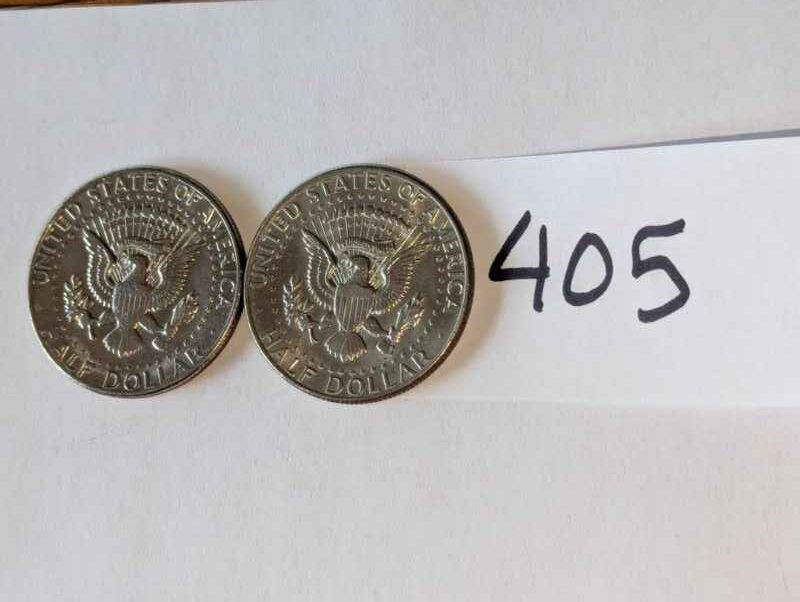 UNITED STATES OF AMERICA
HALF DOLLAR
UNITED STATES OF AMERICA
HALF DOLLAR
405